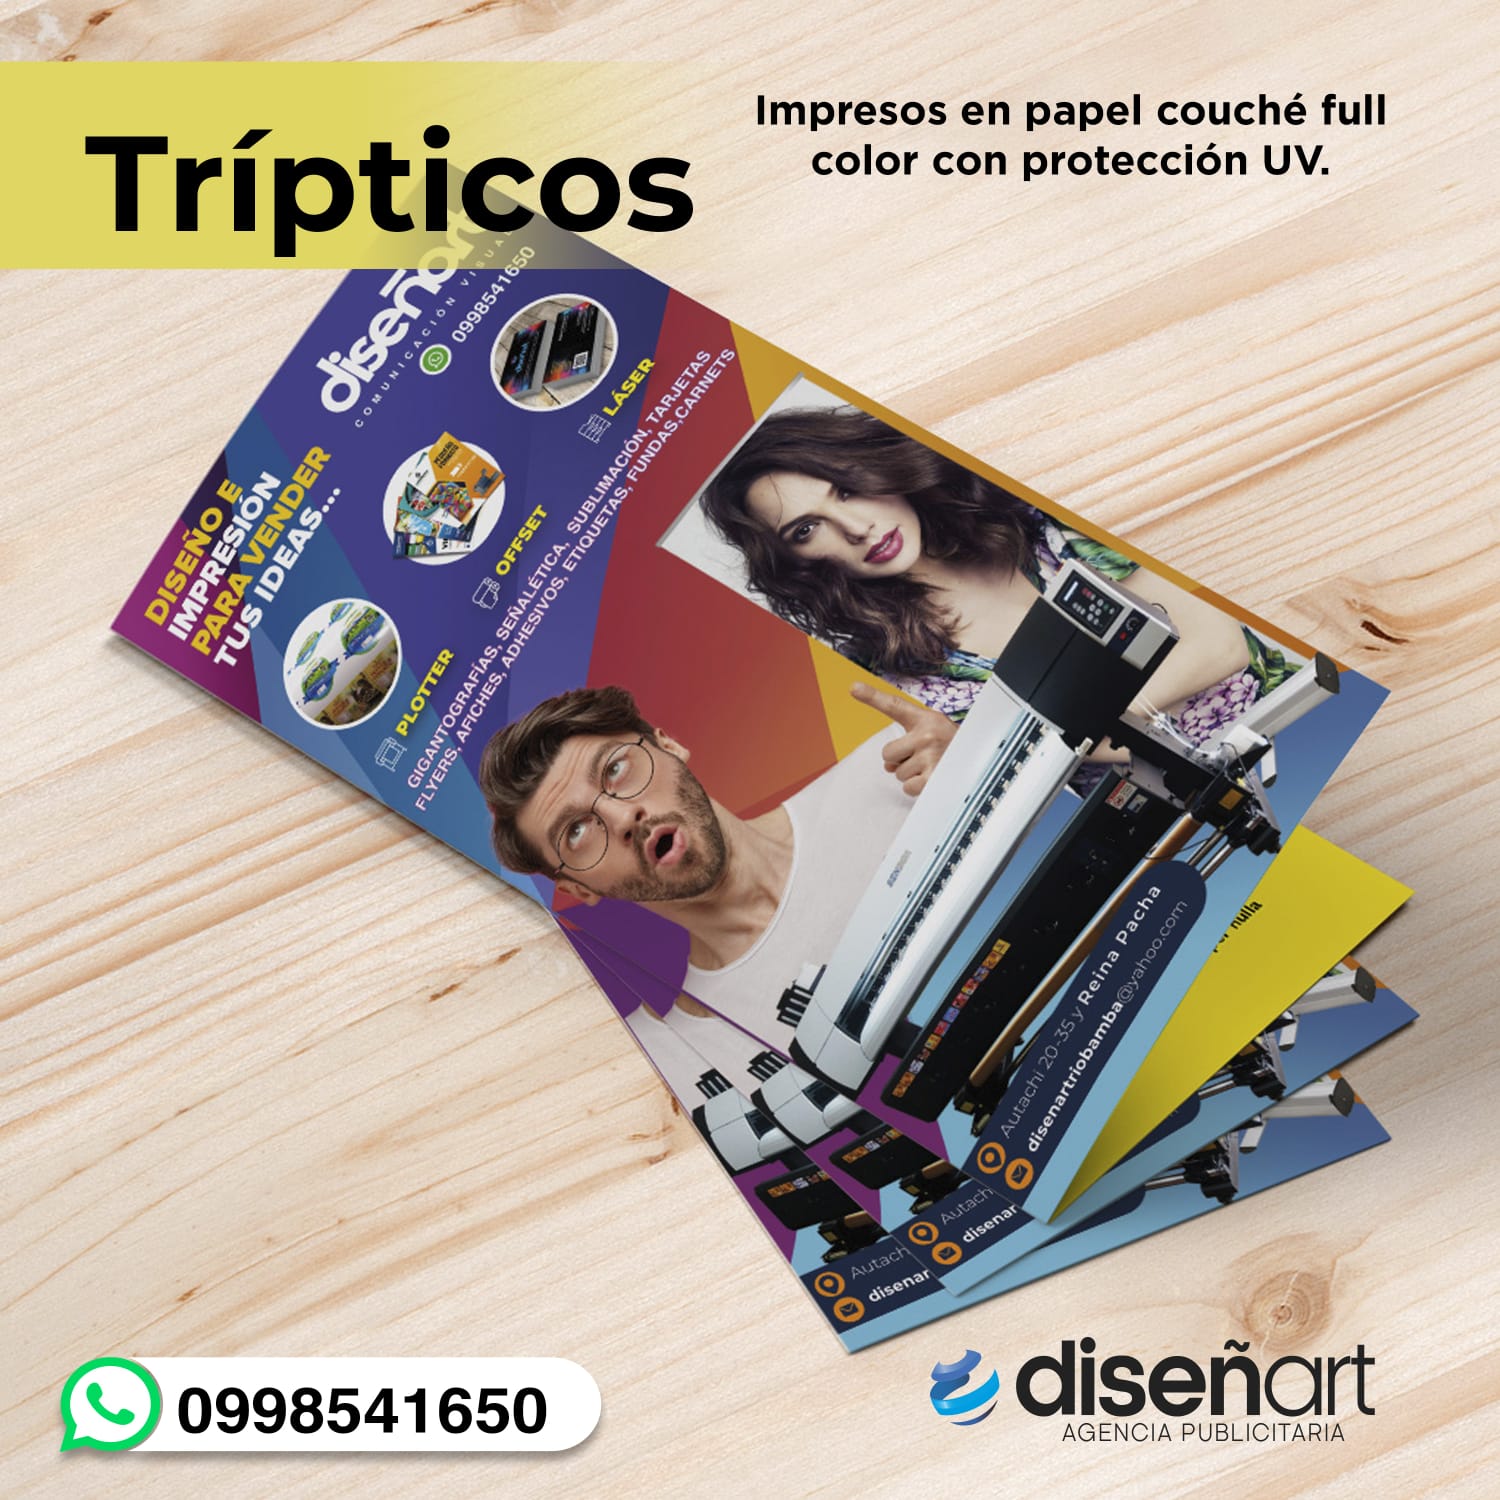 Trípticos
Impresos en papel couché full
color con protección UV.
diseñart
COMUNICACIÓN VISUAL
0998541650
DISEÑO E
IMPRESIÓN
PARA VENDER
TUS IDEAS...
LÁSER
OFFSET
PLOTTER
GIGANTOGRAFÍAS, SEÑALÉTICA, SUBLIMACIÓN, TARJETAS
FLYERS, AFICHES, ADHESIVOS, ETIQUETAS, FUNDAS,CARNETS
Autachi 20-35 y Reina Pacha
disenartriobamba@yahoo.com
nulla
Autach
disenar
Autach
disenar
0998541650
diseñart
AGENCIA PUBLICITARIA